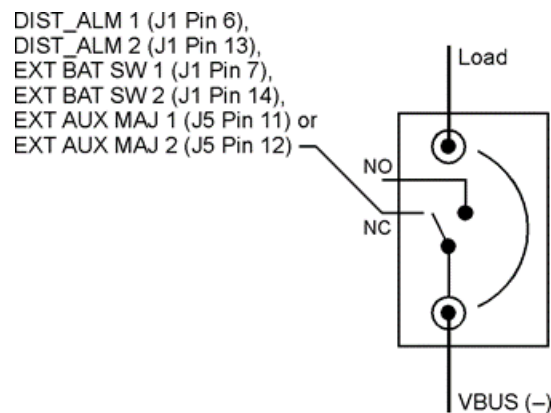 DIST_ALM 1 (J1 Pin 6),
DIST_ALM 2 (J1 Pin 13),
EXT BAT SW 1 (J1 Pin 7),
EXT BAT SW 2 (J1 Pin 14),
EXT AUX MAJ 1 (J5 Pin 11) or
EXT AUX MAJ 2 (J5 Pin 12)
Load
NO
NC
VBUS (–)